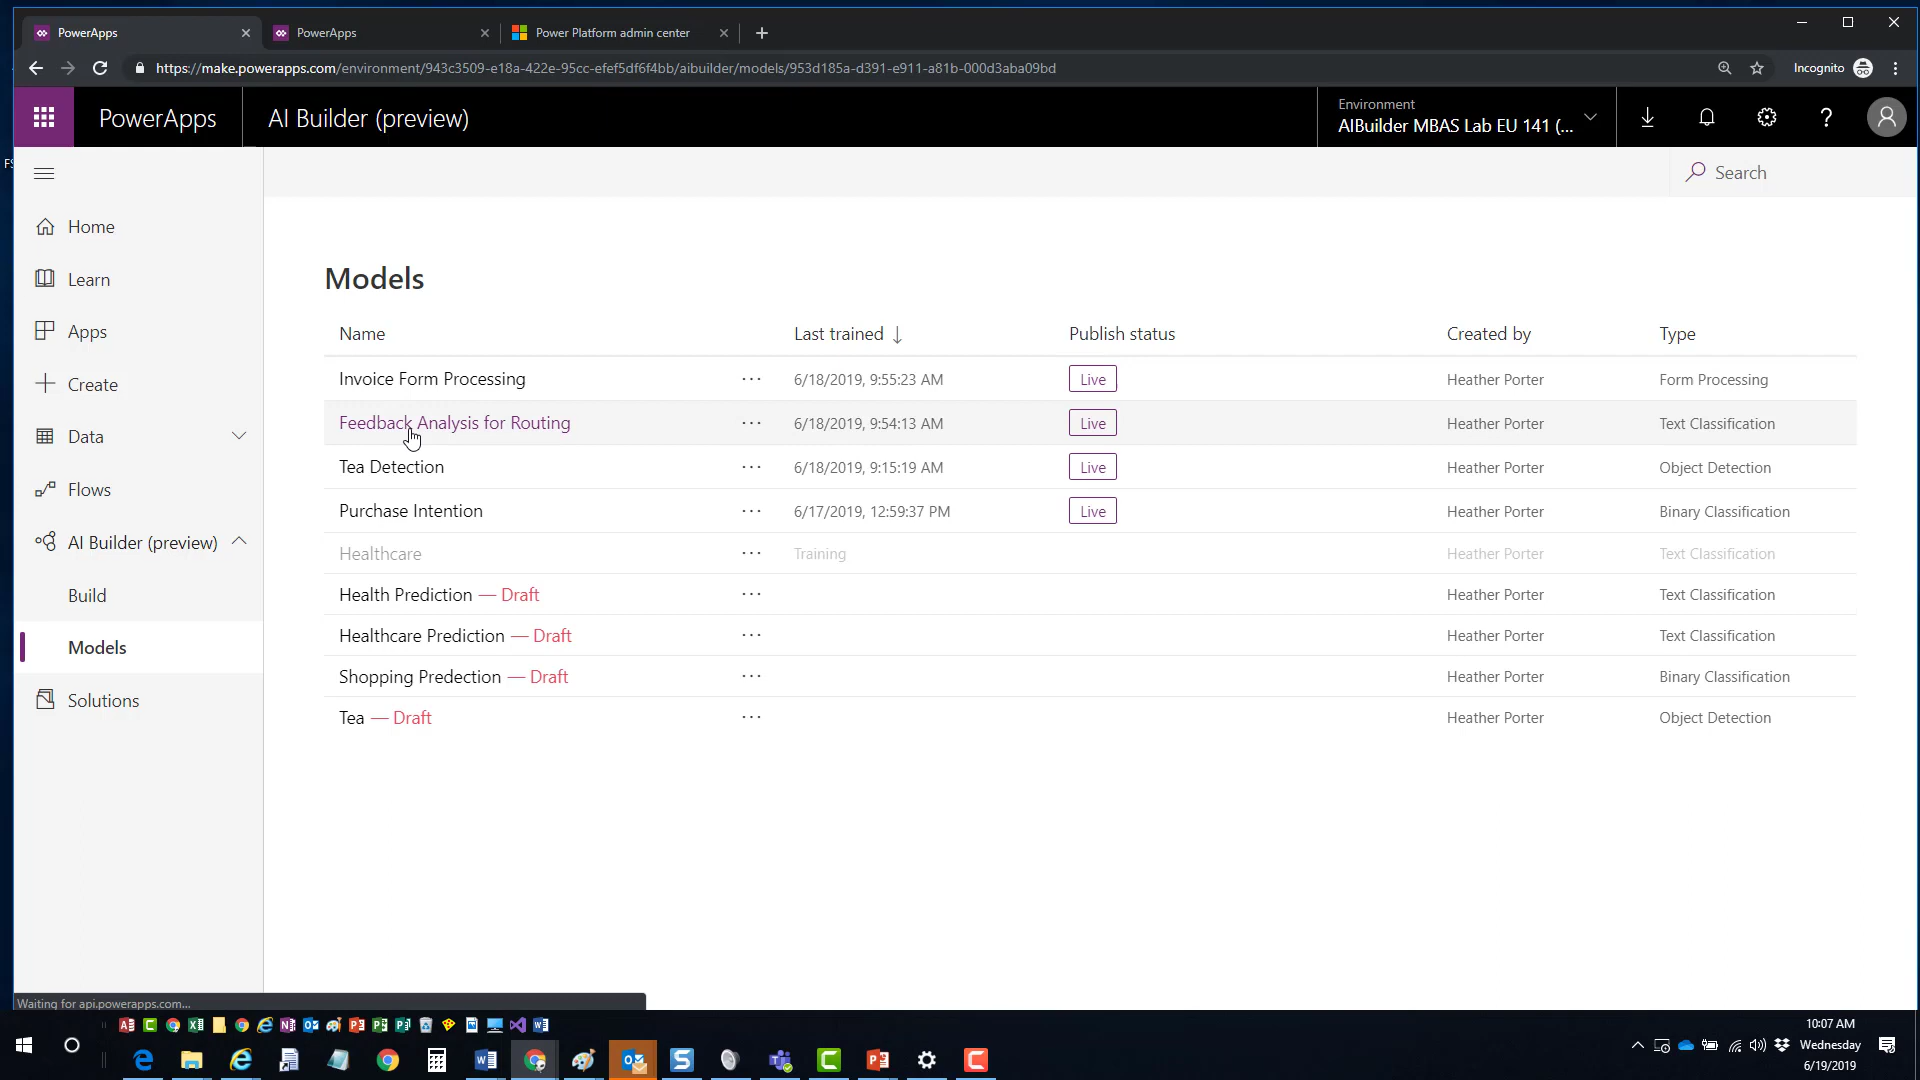 PowerApps
PowerApps
Power Platform admin center
https://make.powerapps.com/environment/943c3509-e18a-422e-95cc-efef5df6f4bb/aibuilder/models/953d185a-d391-e911-a81b-000d3aba09bd
Incognito
PowerApps
AI Builder (preview)
Environment
AIBuilder MBAS Lab EU 141 (...
Search
Home
Learn
Apps
Create
Data
Flows
AI Builder (preview)
Build
Models
Solutions
Models
Name Last trained ↓ Publish status Created by Type
Invoice Form Processing ··· 6/18/2019, 9:55:23 AM Live Heather Porter Form Processing
Feedback Analysis for Routing ··· 6/18/2019, 9:54:13 AM Live Heather Porter Text Classification
Tea Detection ··· 6/18/2019, 9:15:19 AM Live Heather Porter Object Detection
Purchase Intention ··· 6/17/2019, 12:59:37 PM Live Heather Porter Binary Classification
Healthcare ··· Training Heather Porter Text Classification
Health Prediction — Draft ··· Heather Porter Text Classification
Healthcare Prediction — Draft ··· Heather Porter Text Classification
Shopping Predection — Draft ··· Heather Porter Binary Classification
Tea — Draft ··· Heather Porter Object Detection
Waiting for api.powerapps.com...
10:07 AM
Wednesday
6/19/2019